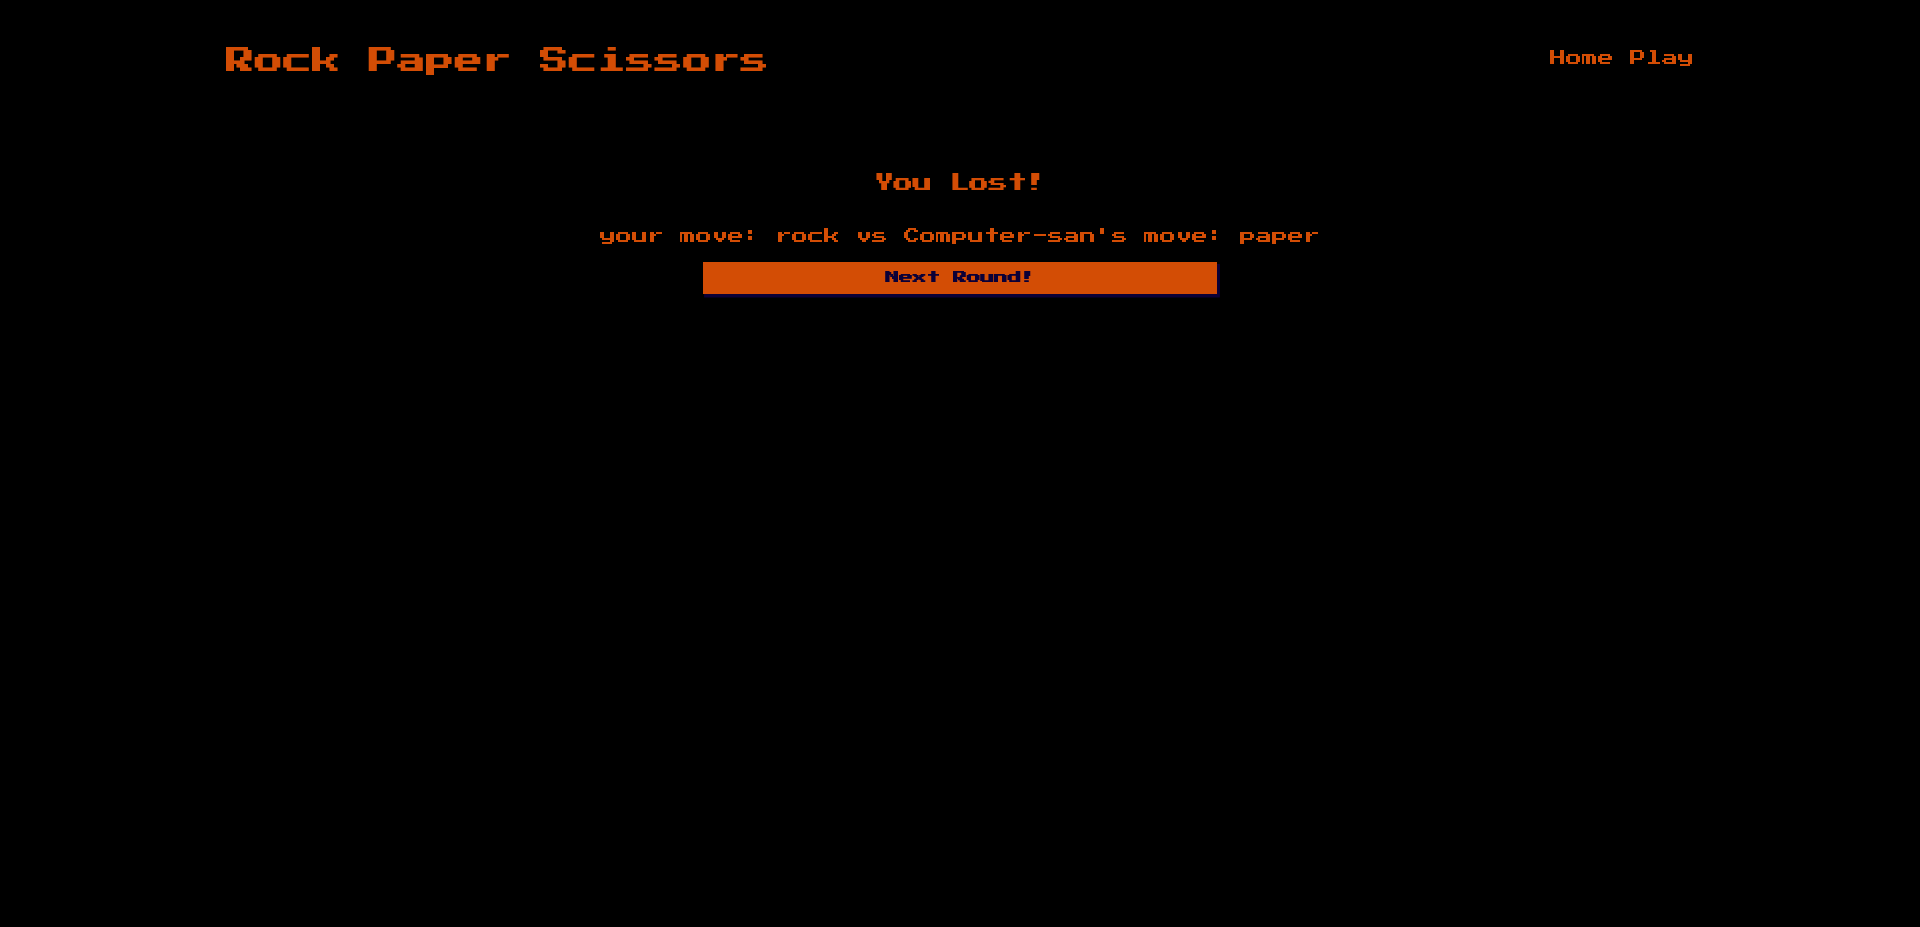 Rock Paper Scissors
Home Play
You Lost!
your move: rock vs Computer-san's move: paper
Next Round!